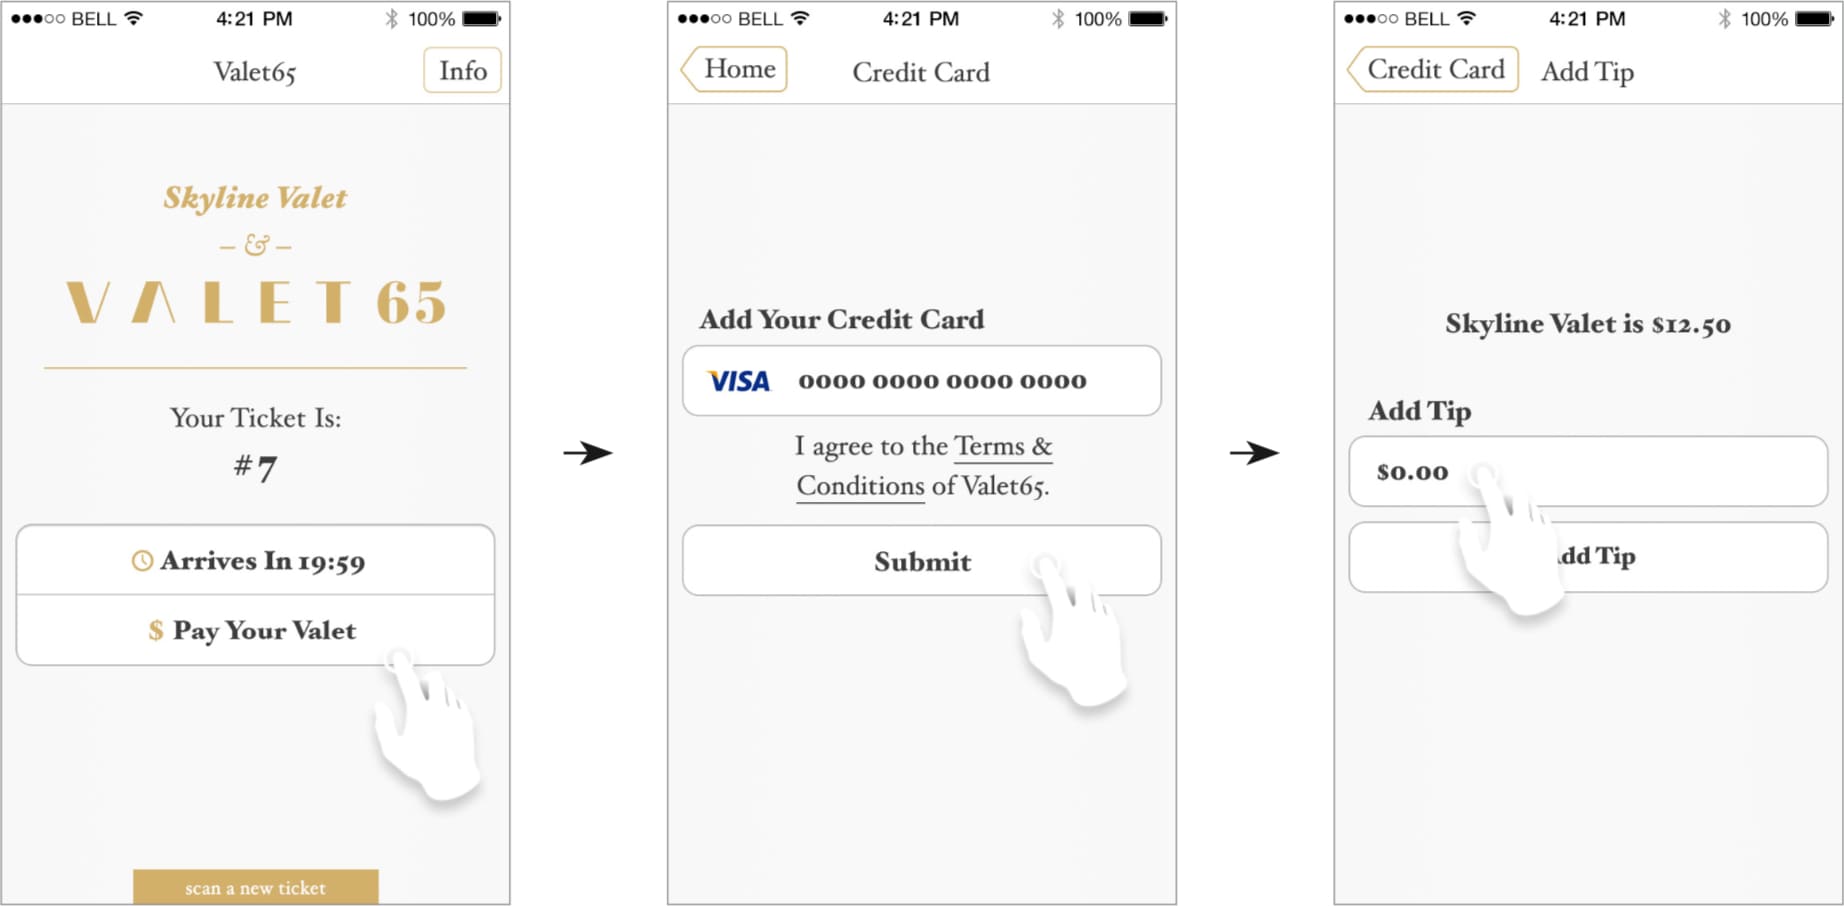 BELL 4:21 PM 100%
Valet65 Info
Skyline Valet
– & –
VALET 65
Your Ticket Is:
#7
Arrives In 19:59
$ Pay Your Valet
scan a new ticket
BELL 4:21 PM 100%
Home Credit Card
Add Your Credit Card
VISA 0000 0000 0000 0000
I agree to the Terms &
Conditions of Valet65.
Submit
BELL 4:21 PM 100%
Credit Card Add Tip
Skyline Valet is $12.50
Add Tip
$0.00
dd Tip